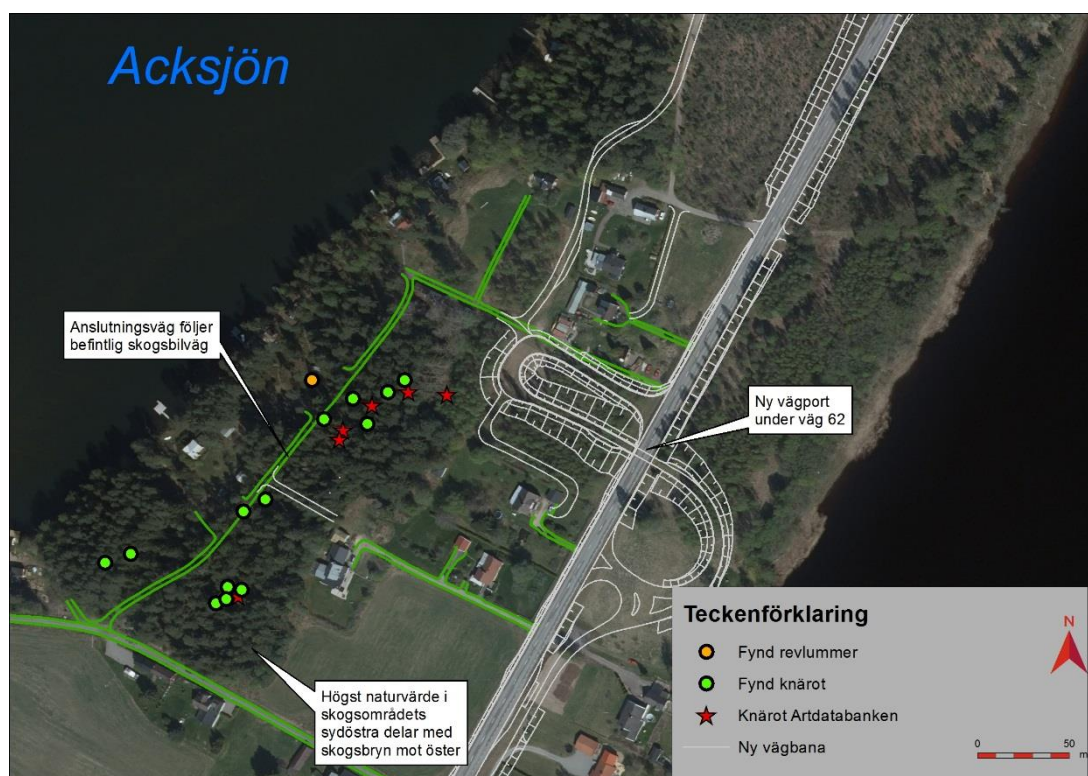 Acksjön
Anslutningsväg följer
befintlig skogsbilväg
Ny vägport
under väg 62
Högst naturvärde i
skogsområdets
sydöstra delar med
skogsbryn mot öster
Teckenförklaring
Fynd revlummer
Fynd knärot
Knärot Artdatabanken
Ny vägbana
N
0 50
m